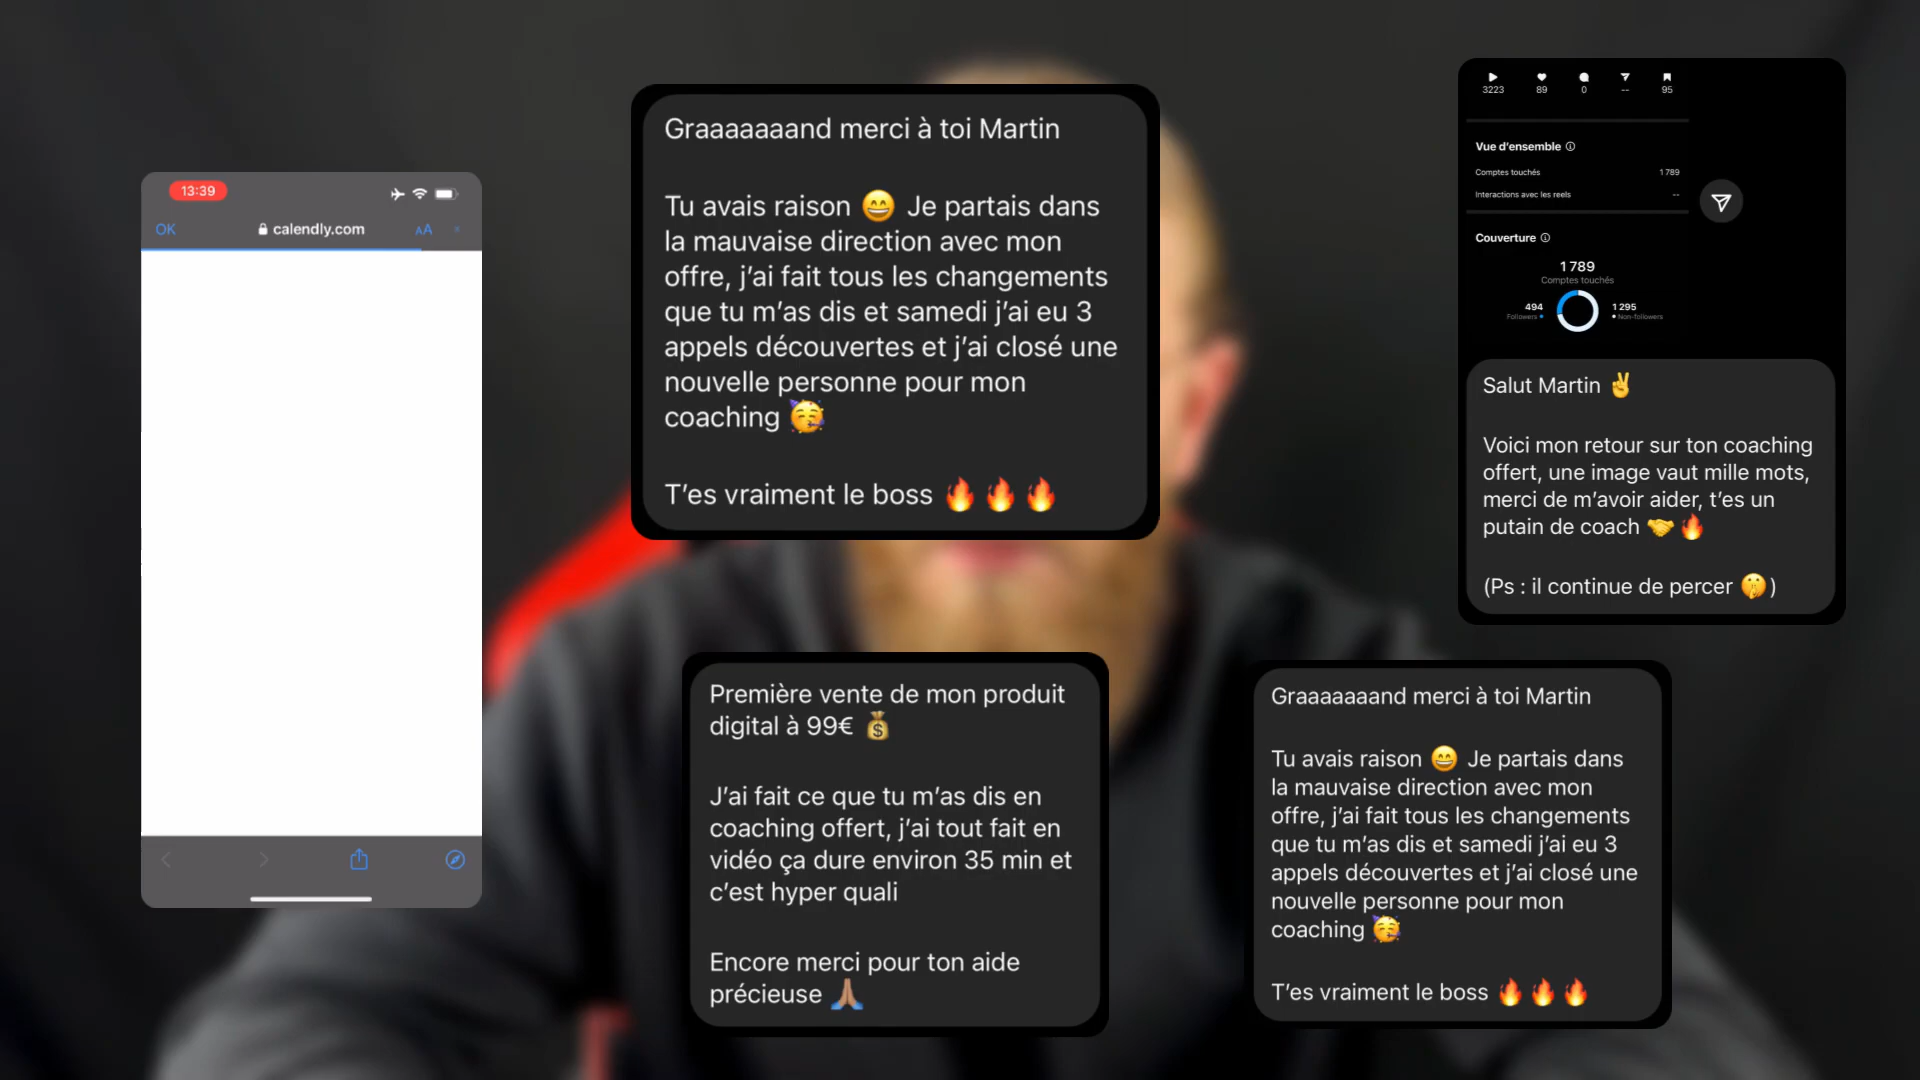 13:39
OK
calendly.com
AA
Graaaaaaand merci à toi Martin
Tu avais raison 😄 Je partais dans
la mauvaise direction avec mon
offre, j’ai fait tous les changements
que tu m’as dis et samedi j’ai eu 3
appels découvertes et j’ai closé une
nouvelle personne pour mon
coaching 🥳
T’es vraiment le boss 🔥🔥🔥
3223 89 0 -- 95
Vue d’ensemble
Comptes touchés 1 789
Interactions avec les reels --
Couverture
1 789
Comptes touchés
494 1 295
Followers Non-followers
Salut Martin ✌️
Voici mon retour sur ton coaching
offert, une image vaut mille mots,
merci de m’avoir aider, t’es un
putain de coach 🤝🔥
(Ps : il continue de percer 🤫)
Première vente de mon produit
digital à 99€ 💰
J’ai fait ce que tu m’as dis en
coaching offert, j’ai tout fait en
vidéo ça dure environ 35 min et
c’est hyper quali
Encore merci pour ton aide
précieuse 🙏🏽
Graaaaaaand merci à toi Martin
Tu avais raison 😄 Je partais dans
la mauvaise direction avec mon
offre, j’ai fait tous les changements
que tu m’as dis et samedi j’ai eu 3
appels découvertes et j’ai closé une
nouvelle personne pour mon
coaching 🥳
T’es vraiment le boss 🔥🔥🔥